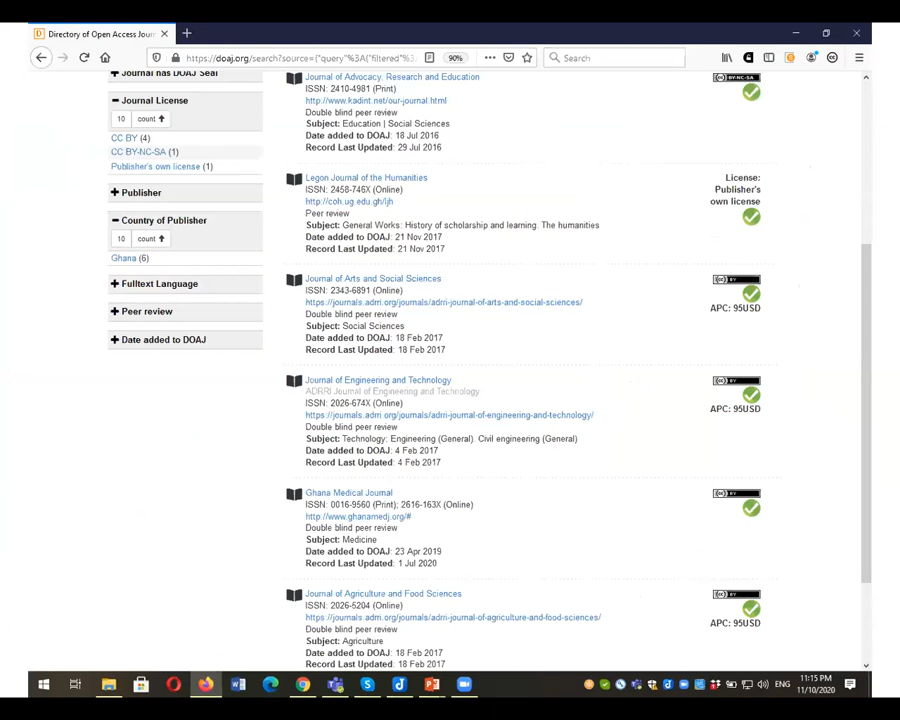 Directory of Open Access Jour
https://doaj.org/search?source={"query"%3A{"filtered"
90%
Search
Journal has DOAJ Seal
Journal License
10 count
CC BY (4)
CC BY-NC-SA (1)
Publisher's own license (1)
Publisher
Country of Publisher
10 count
Ghana (6)
Fulltext Language
Peer review
Date added to DOAJ
Journal of Advocacy. Research and Education
ISSN: 2410-4981 (Print)
http://www.kadint.net/our-journal.html
Double blind peer review
Subject: Education | Social Sciences
Date added to DOAJ: 18 Jul 2016
Record Last Updated: 29 Jul 2016
BY-NC-SA
Legon Journal of the Humanities
ISSN: 2458-746X (Online)
http://coh.ug.edu.gh/ljh
Peer review
Subject: General Works: History of scholarship and learning. The humanities
Date added to DOAJ: 21 Nov 2017
Record Last Updated: 21 Nov 2017
License:
Publisher's
own license
Journal of Arts and Social Sciences
ISSN: 2343-6891 (Online)
https://journals.adrri.org/journals/adrri-journal-of-arts-and-social-sciences/
Double blind peer review
Subject: Social Sciences
Date added to DOAJ: 18 Feb 2017
Record Last Updated: 18 Feb 2017
(cc) BY
APC: 95USD
Journal of Engineering and Technology
ADRRI Journal of Engineering and Technology
ISSN: 2026-674X (Online)
https://journals.adrri.org/journals/adrri-journal-of-engineering-and-technology/
Double blind peer review
Subject: Technology: Engineering (General). Civil engineering (General)
Date added to DOAJ: 4 Feb 2017
Record Last Updated: 4 Feb 2017
(cc) BY
APC: 95USD
Ghana Medical Journal
ISSN: 0016-9560 (Print); 2616-163X (Online)
http://www.ghanamedj.org/#
Double blind peer review
Subject: Medicine
Date added to DOAJ: 23 Apr 2019
Record Last Updated: 1 Jul 2020
(cc) BY
Journal of Agriculture and Food Sciences
ISSN: 2026-5204 (Online)
https://journals.adrri.org/journals/adrri-journal-of-agriculture-and-food-sciences/
Double blind peer review
Subject: Agriculture
Date added to DOAJ: 18 Feb 2017
Record Last Updated: 18 Feb 2017
(cc) BY
APC: 95USD
ENG
11:15 PM
11/10/2020